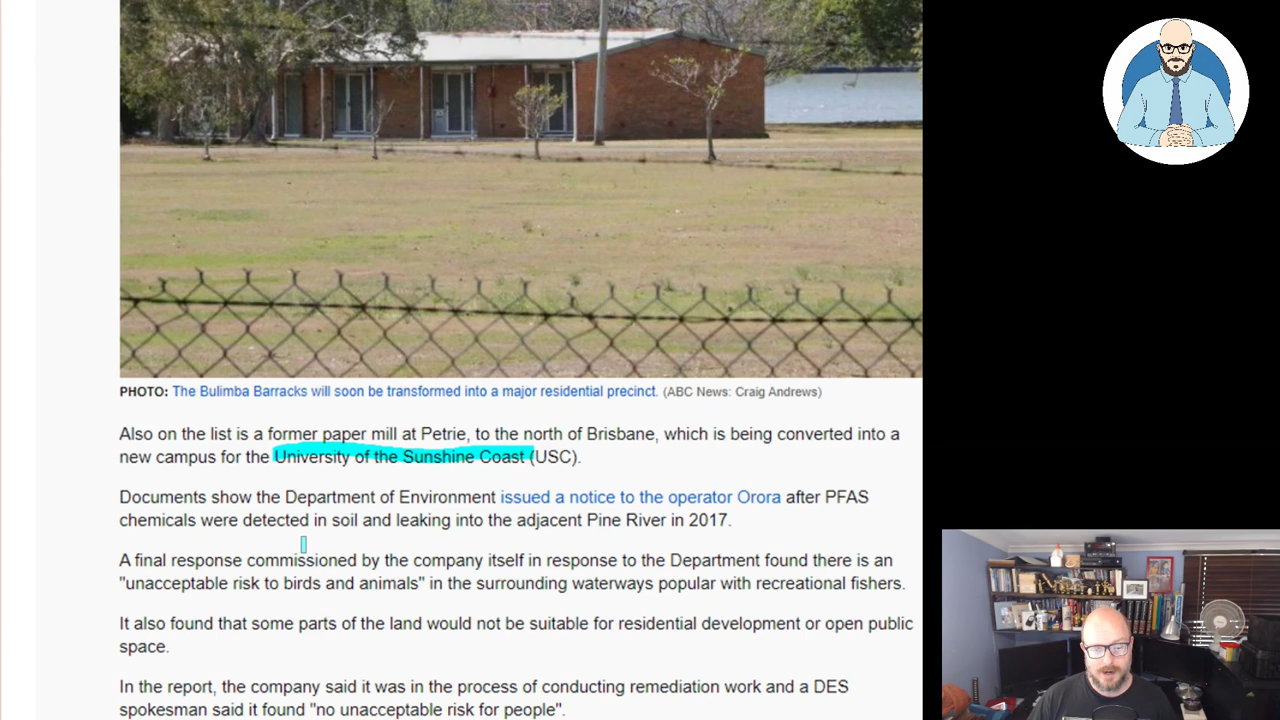 PHOTO: The Bulimba Barracks will soon be transformed into a major residential precinct. (ABC News: Craig Andrews)
Also on the list is a former paper mill at Petrie, to the north of Brisbane, which is being converted into a
new campus for the University of the Sunshine Coast (USC).
Documents show the Department of Environment issued a notice to the operator Orora after PFAS
chemicals were detected in soil and leaking into the adjacent Pine River in 2017.
A final response commissioned by the company itself in response to the Department found there is an
"unacceptable risk to birds and animals" in the surrounding waterways popular with recreational fishers.
It also found that some parts of the land would not be suitable for residential development or open public
space.
In the report, the company said it was in the process of conducting remediation work and a DES
spokesman said it found "no unacceptable risk for people".